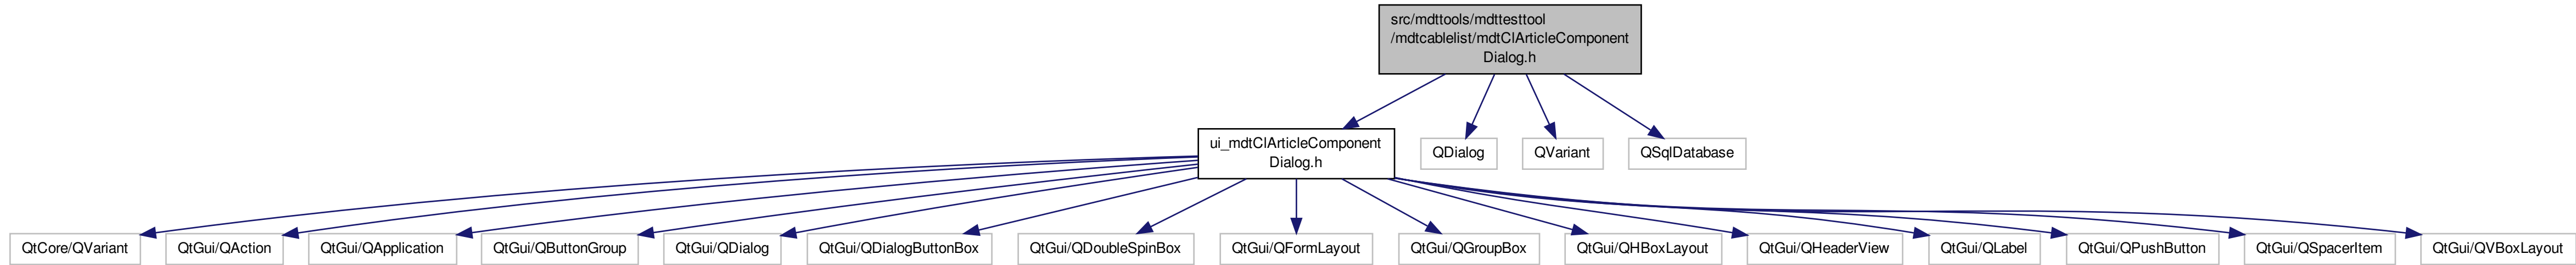 src/mdttools/mdttesttool
/mdtcablelist/mdtClArticleComponent
Dialog.h
ui_mdtClArticleComponent
Dialog.h
QDialog
QVariant
QSqlDatabase
QtCore/QVariant
QtGui/QAction
QtGui/QApplication
QtGui/QButtonGroup
QtGui/QDialog
QtGui/QDialogButtonBox
QtGui/QDoubleSpinBox
QtGui/QFormLayout
QtGui/QGroupBox
QtGui/QHBoxLayout
QtGui/QHeaderView
QtGui/QLabel
QtGui/QPushButton
QtGui/QSpacerItem
QtGui/QVBoxLayout